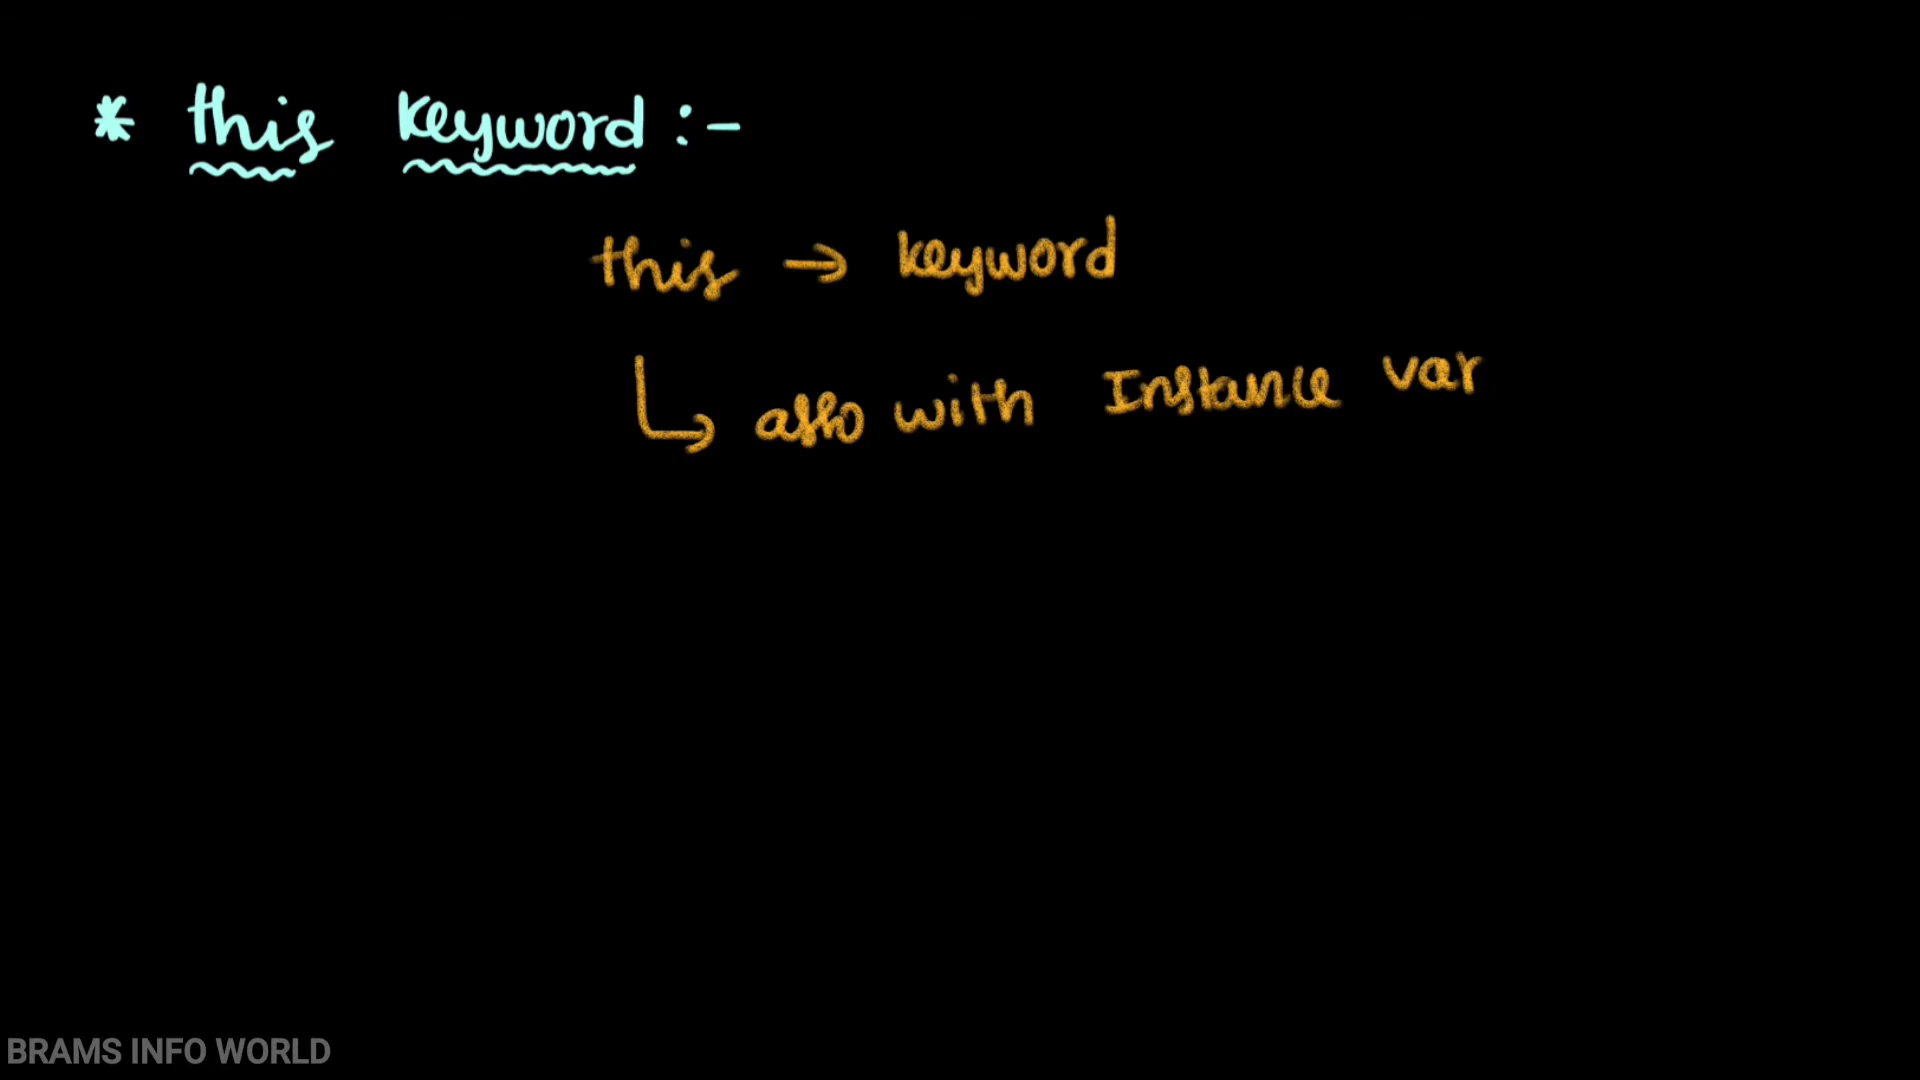 * this keyword :-
this → keyword
↳ also with Instance var
BRAMS INFO WORLD